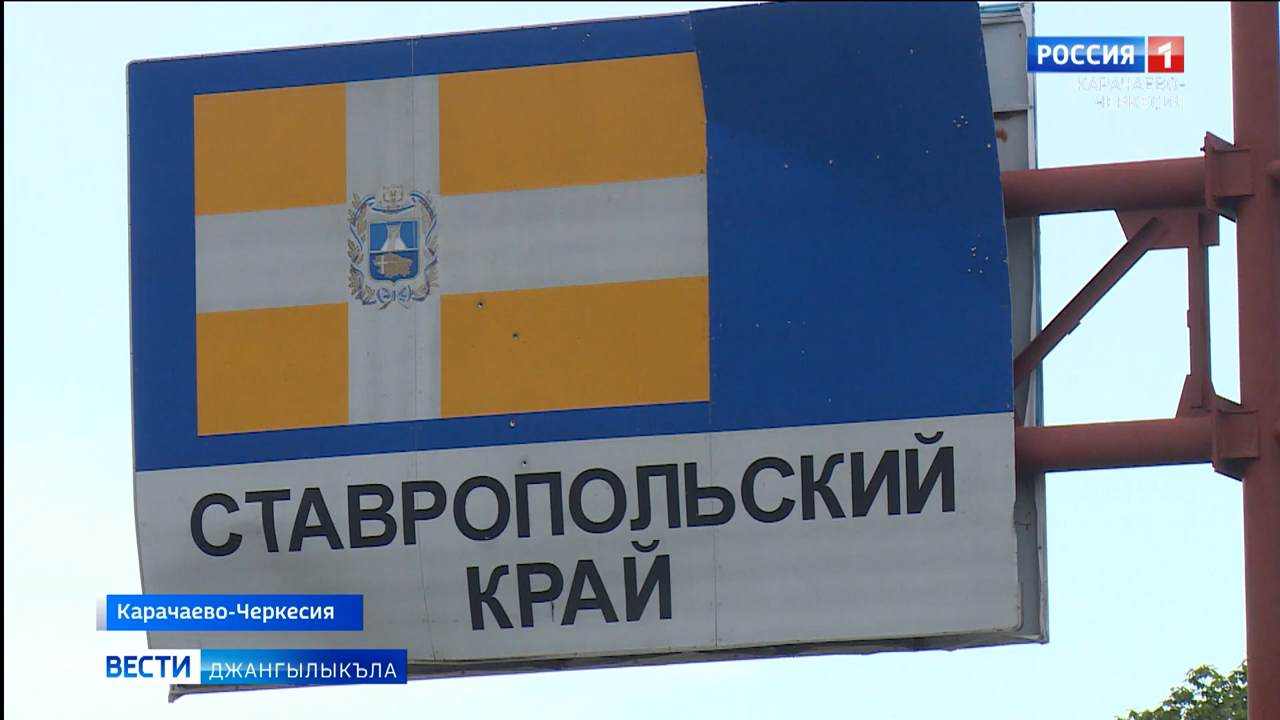 РОССИЯ 1
КАРАЧАЕВО-
ЧЕРКЕСИЯ
СТАВРОПОЛЬСКИЙ
КРАЙ
Карачаево-Черкесия
ВЕСТИ ДЖАНГЫЛЫКЪЛА